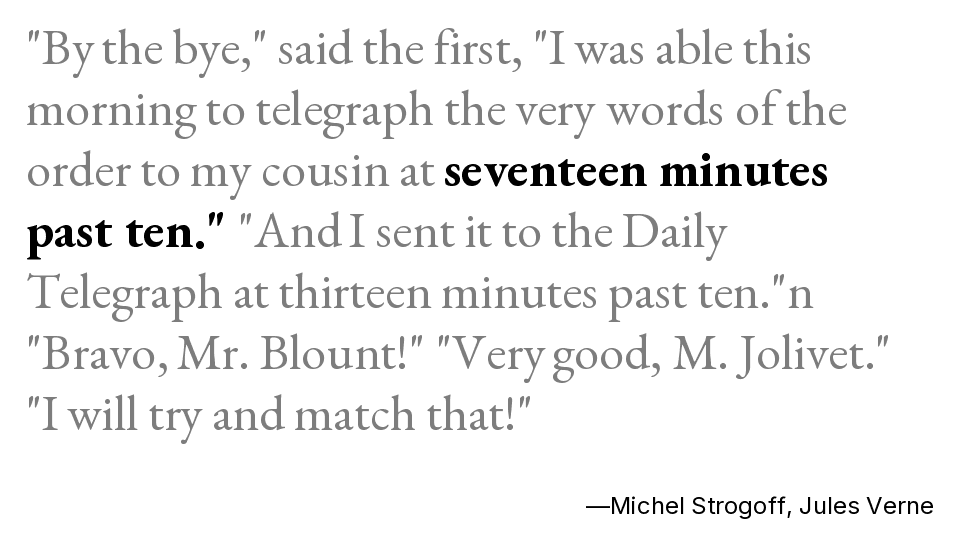 "By the bye," said the first, "I was able this
morning to telegraph the very words of the
order to my cousin at seventeen minutes
past ten." "And I sent it to the Daily
Telegraph at thirteen minutes past ten."n
"Bravo, Mr. Blount!" "Very good, M. Jolivet."
"I will try and match that!"
—Michel Strogoff, Jules Verne